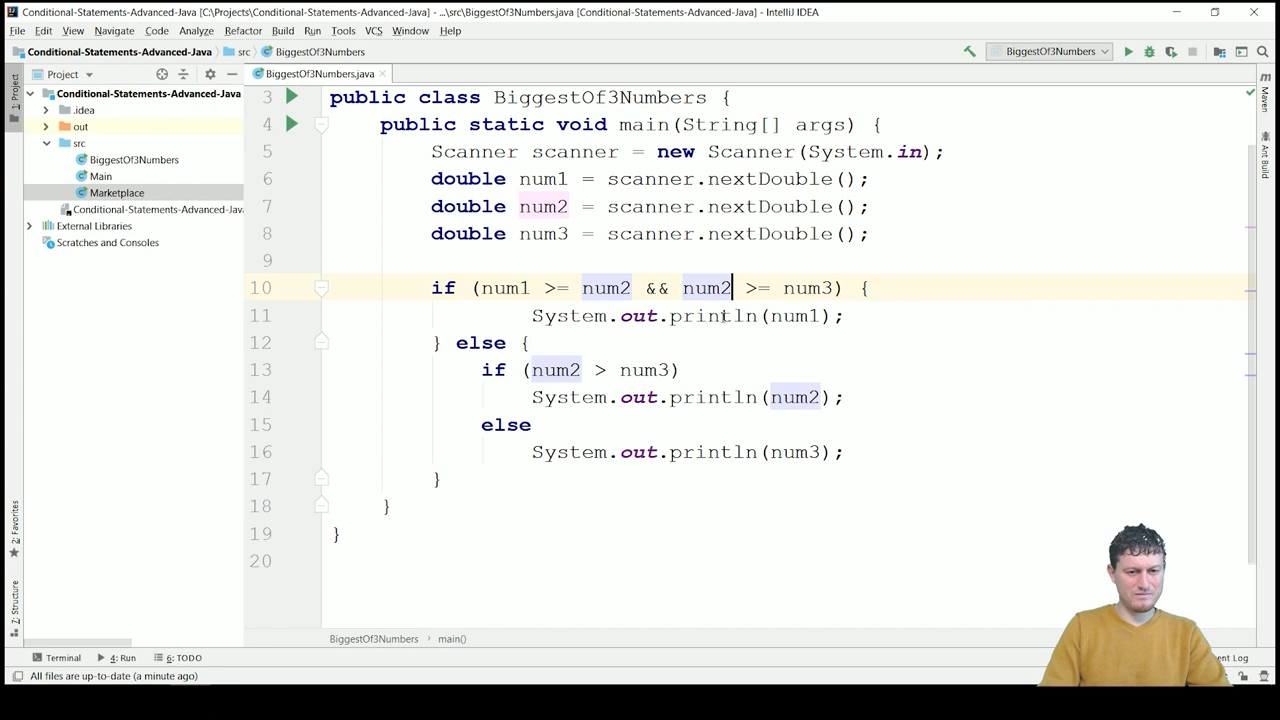 Conditional-Statements-Advanced-Java [C:\Projects\Conditional-Statements-Advanced-Java] - ...\src\BiggestOf3Numbers.java [Conditional-Statements-Advanced-Java] - IntelliJ IDEA
File Edit View Navigate Code Analyze Refactor Build Run Tools VCS Window Help
Conditional-Statements-Advanced-Java src BiggestOf3Numbers
BiggestOf3Numbers
Project
BiggestOf3Numbers.java
1: Project
Conditional-Statements-Advanced-Java
.idea
out
src
BiggestOf3Numbers
Main
Marketplace
Conditional-Statements-Advanced-Jav
External Libraries
Scratches and Consoles
3 public class BiggestOf3Numbers {
4 public static void main(String[] args) {
5 Scanner scanner = new Scanner(System.in);
6 double num1 = scanner.nextDouble();
7 double num2 = scanner.nextDouble();
8 double num3 = scanner.nextDouble();
9
10 if (num1 >= num2 && num2 >= num3) {
11 System.out.println(num1);
12 } else {
13 if (num2 > num3)
14 System.out.println(num2);
15 else
16 System.out.println(num3);
17 }
18 }
19 }
20
Maven
Ant Build
2: Favorites
7: Structure
BiggestOf3Numbers main()
Terminal 4: Run 6: TODO
ent Log
All files are up-to-date (a minute ago)